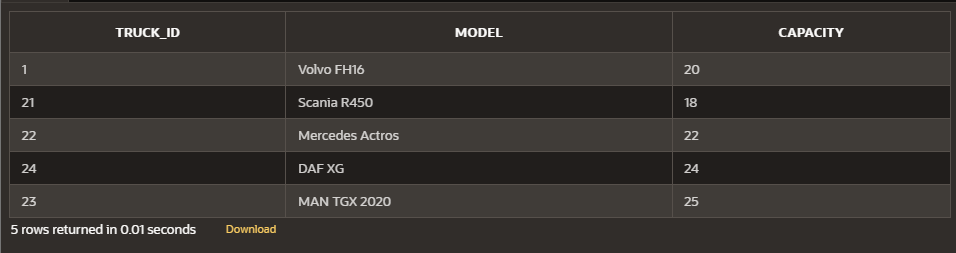 TRUCK_ID MODEL CAPACITY
1 Volvo FH16 20
21 Scania R450 18
22 Mercedes Actros 22
24 DAF XG 24
23 MAN TGX 2020 25
5 rows returned in 0.01 seconds Download